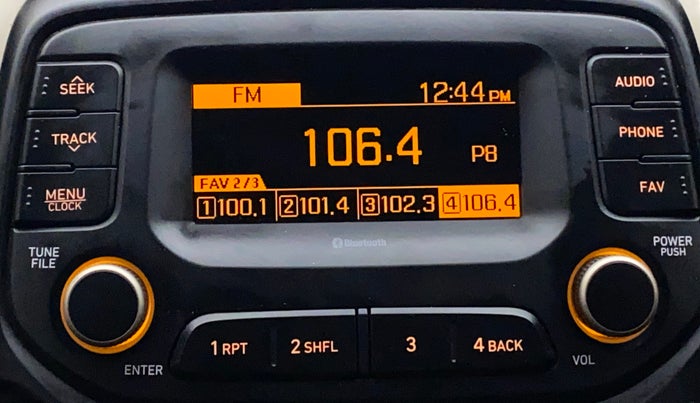 SEEK
TRACK
MENU
CLOCK
TUNE
FILE
ENTER
FM 12:44 PM
106.4 P8
FAV 2/3
1 100.1 2 101.4 3 102.3 4 106.4
Bluetooth
1 RPT 2 SHFL 3 4 BACK
AUDIO
PHONE
FAV
POWER
PUSH
VOL